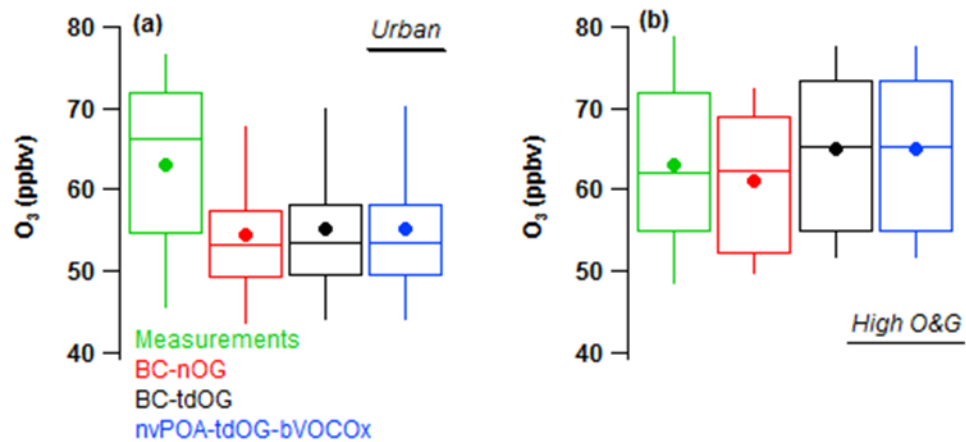 (a)
Urban
80
70
60
50
40
O3 (ppbv)
Measurements
BC-nOG
BC-tdOG
nvPOA-tdOG-bVOCOx
(b)
80
70
60
50
40
O3 (ppbv)
High O&G